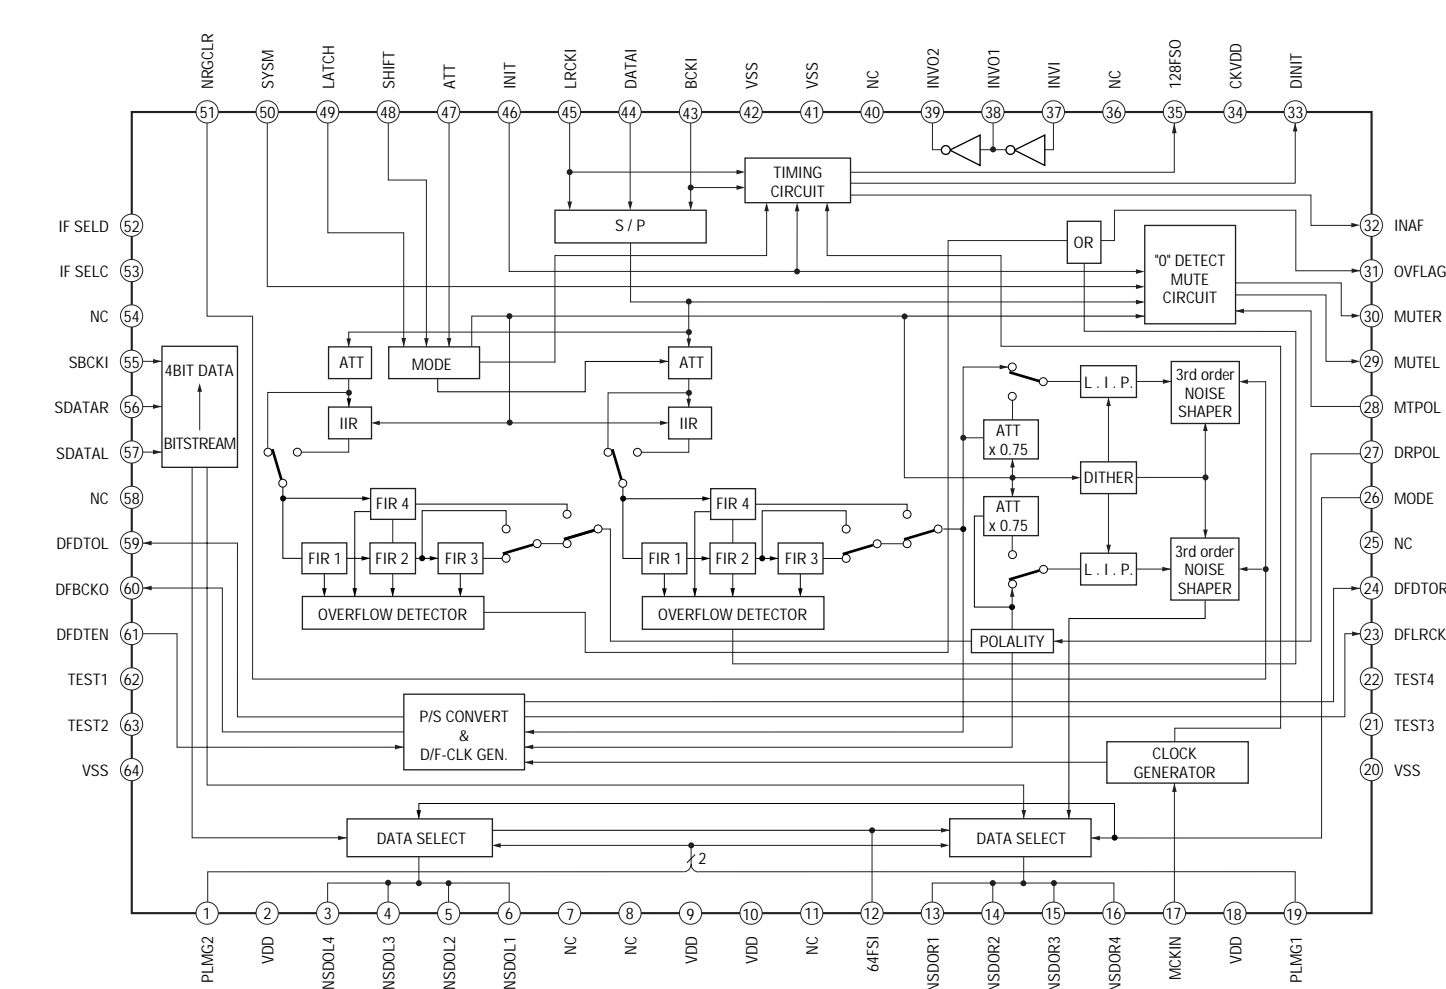 NRGCLR
SYSM
LATCH
SHIFT
ATT
INIT
LRCKI
DATAI
BCKI
VSS
VSS
NC
INVO2
INVO1
INVI
NC
128FSO
CKVDD
DINIT
51
50
49
48
47
46
45
44
43
42
41
40
39
38
37
36
35
34
33
IF SELD
52
IF SELC
53
NC
54
SBCKI
55
SDATAR
56
SDATAL
57
NC
58
DFDTOL
59
DFBCKO
60
DFDTEN
61
TEST1
62
TEST2
63
VSS
64
TIMING
CIRCUIT
S / P
OR
"0" DETECT
MUTE
CIRCUIT
4BIT DATA
BITSTREAM
ATT
MODE
ATT
IIR
IIR
L . I . P.
3rd order
NOISE
SHAPER
ATT
x 0.75
DITHER
ATT
x 0.75
FIR 4
FIR 1
FIR 2
FIR 3
OVERFLOW DETECTOR
FIR 4
FIR 1
FIR 2
FIR 3
OVERFLOW DETECTOR
L . I . P.
3rd order
NOISE
SHAPER
POLALITY
P/S CONVERT
&
D/F-CLK GEN.
CLOCK
GENERATOR
DATA SELECT
DATA SELECT
2
32
INAF
31
OVFLAG
30
MUTER
29
MUTEL
28
MTPOL
27
DRPOL
26
MODE
25
NC
24
DFDTOR
23
DFLRCK
22
TEST4
21
TEST3
20
VSS
1
2
3
4
5
6
7
8
9
10
11
12
13
14
15
16
17
18
19
PLMG2
VDD
NSDOL4
NSDOL3
NSDOL2
NSDOL1
NC
NC
VDD
VDD
NC
64FSI
NSDOR1
NSDOR2
NSDOR3
NSDOR4
MCKIN
VDD
PLMG1